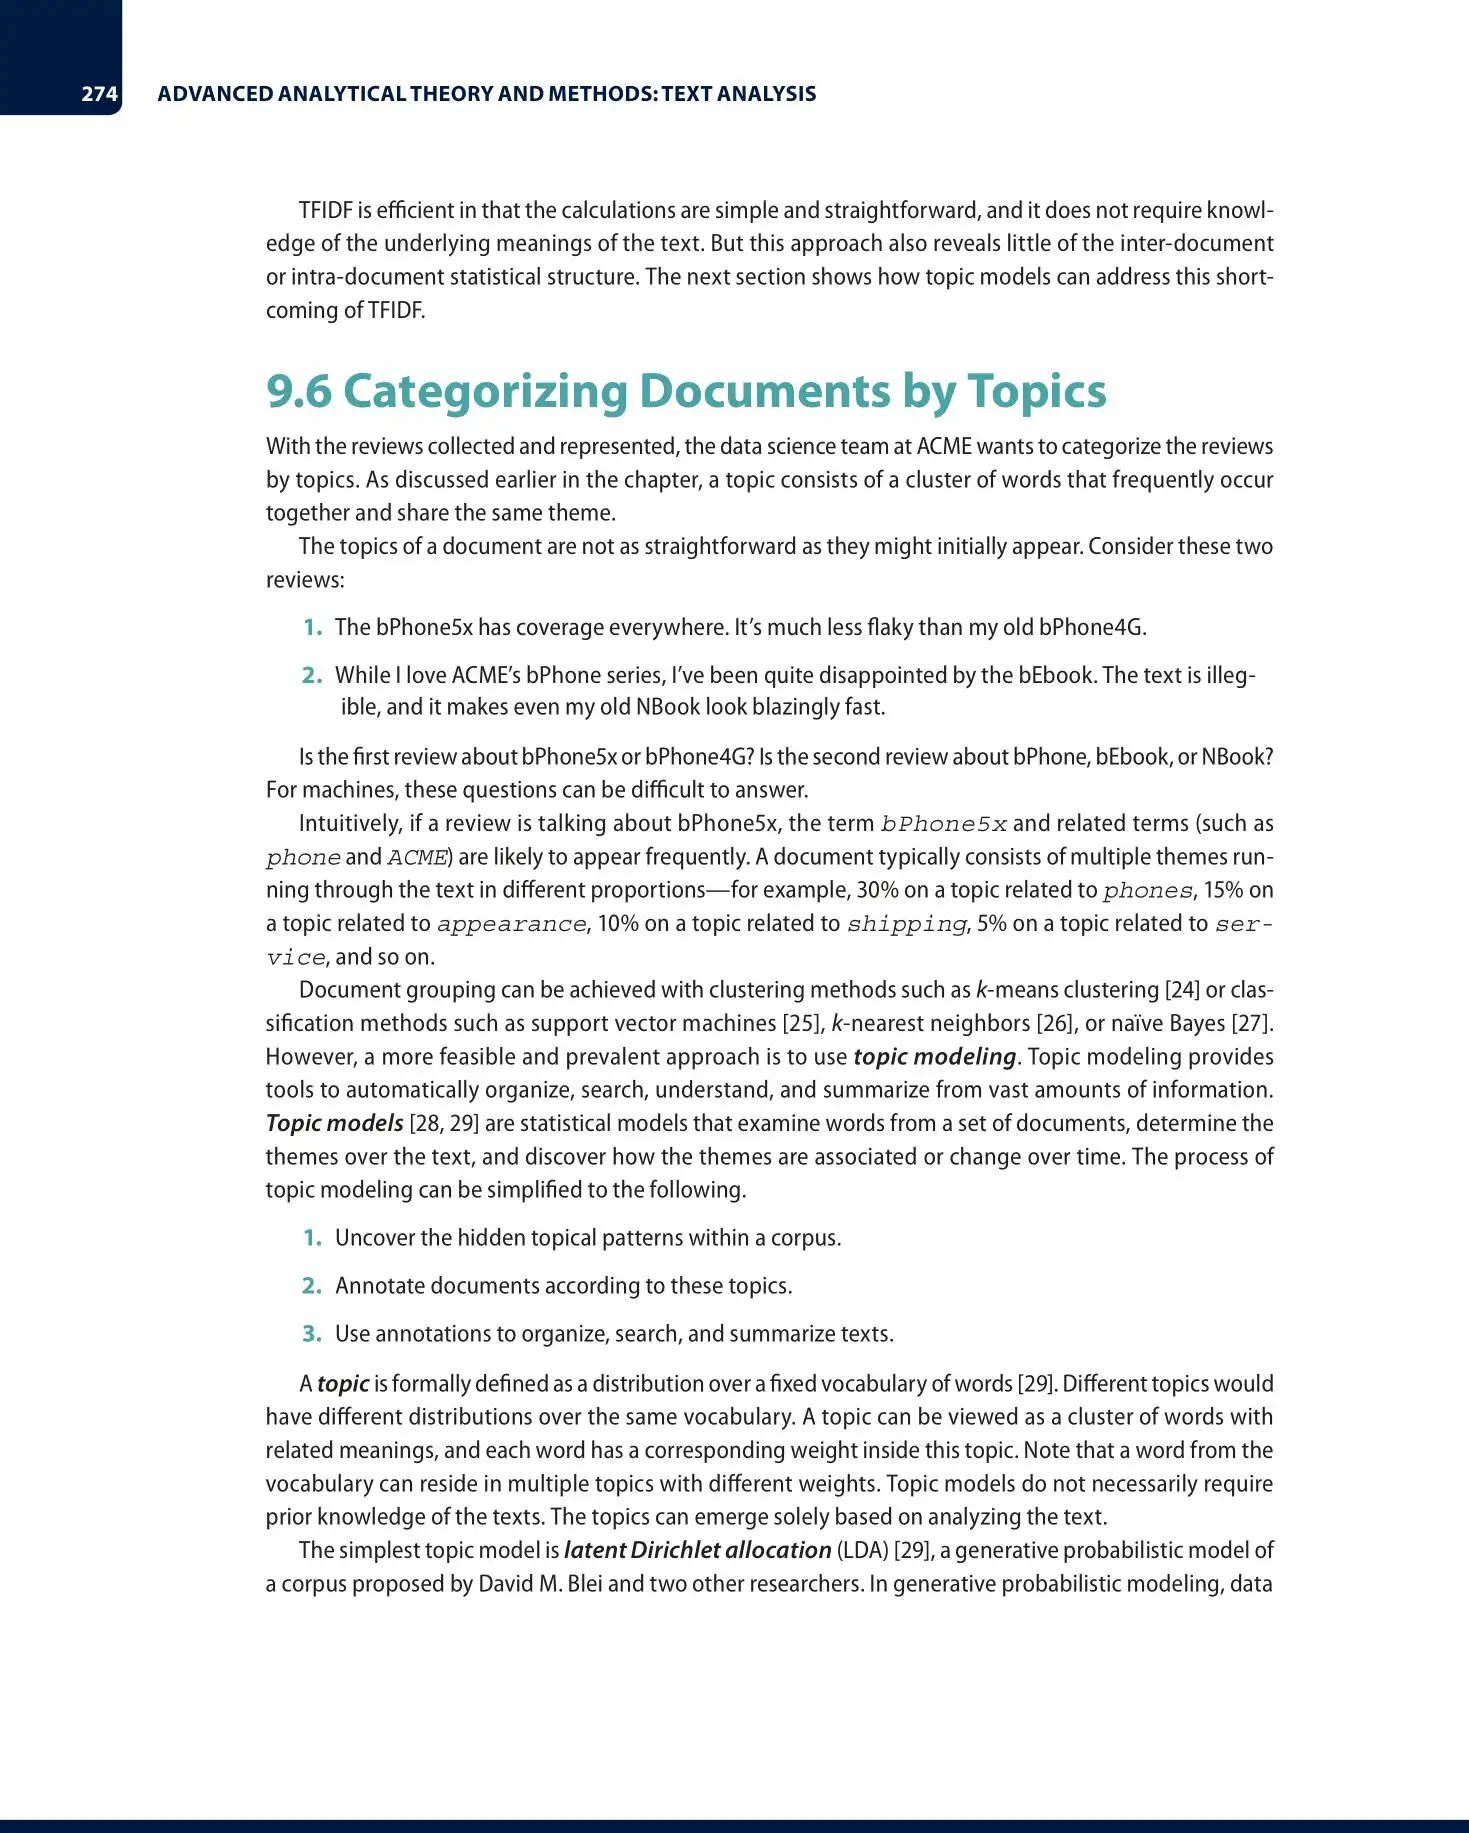 274
ADVANCED ANALYTICAL THEORY AND METHODS: TEXT ANALYSIS
TFIDF is efficient in that the calculations are simple and straightforward, and it does not require knowl-
edge of the underlying meanings of the text. But this approach also reveals little of the inter-document
or intra-document statistical structure. The next section shows how topic models can address this short-
coming of TFIDF.
9.6 Categorizing Documents by Topics
With the reviews collected and represented, the data science team at ACME wants to categorize the reviews
by topics. As discussed earlier in the chapter, a topic consists of a cluster of words that frequently occur
together and share the same theme.
The topics of a document are not as straightforward as they might initially appear. Consider these two
reviews:
1. The bPhone5x has coverage everywhere. It’s much less flaky than my old bPhone4G.
2. While I love ACME’s bPhone series, I’ve been quite disappointed by the bEbook. The text is illeg-
ible, and it makes even my old NBook look blazingly fast.
Is the first review about bPhone5x or bPhone4G? Is the second review about bPhone, bEbook, or NBook?
For machines, these questions can be difficult to answer.
Intuitively, if a review is talking about bPhone5x, the term bPhone5x and related terms (such as
phone and ACME) are likely to appear frequently. A document typically consists of multiple themes run-
ning through the text in different proportions—for example, 30% on a topic related to phones, 15% on
a topic related to appearance, 10% on a topic related to shipping, 5% on a topic related to ser-
vice, and so on.
Document grouping can be achieved with clustering methods such as k-means clustering [24] or clas-
sification methods such as support vector machines [25], k-nearest neighbors [26], or naïve Bayes [27].
However, a more feasible and prevalent approach is to use topic modeling. Topic modeling provides
tools to automatically organize, search, understand, and summarize from vast amounts of information.
Topic models [28, 29] are statistical models that examine words from a set of documents, determine the
themes over the text, and discover how the themes are associated or change over time. The process of
topic modeling can be simplified to the following.
1. Uncover the hidden topical patterns within a corpus.
2. Annotate documents according to these topics.
3. Use annotations to organize, search, and summarize texts.
A topic is formally defined as a distribution over a fixed vocabulary of words [29]. Different topics would
have different distributions over the same vocabulary. A topic can be viewed as a cluster of words with
related meanings, and each word has a corresponding weight inside this topic. Note that a word from the
vocabulary can reside in multiple topics with different weights. Topic models do not necessarily require
prior knowledge of the texts. The topics can emerge solely based on analyzing the text.
The simplest topic model is latent Dirichlet allocation (LDA) [29], a generative probabilistic model of
a corpus proposed by David M. Blei and two other researchers. In generative probabilistic modeling, data